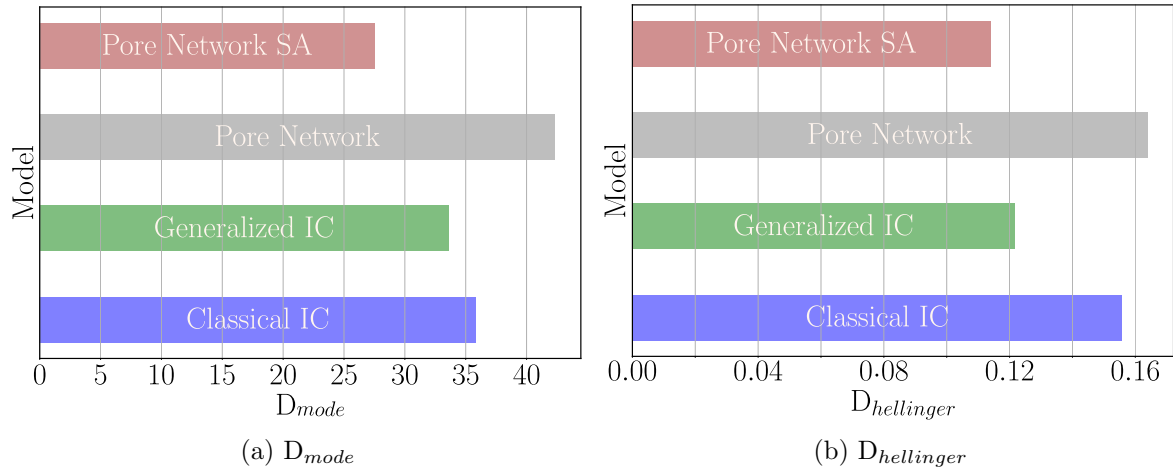 Model
Pore Network SA
Pore Network
Generalized IC
Classical IC
0 5 10 15 20 25 30 35 40
D_mode
(a) D_mode
Model
Pore Network SA
Pore Network
Generalized IC
Classical IC
0.00 0.04 0.08 0.12 0.16
D_hellinger
(b) D_hellinger